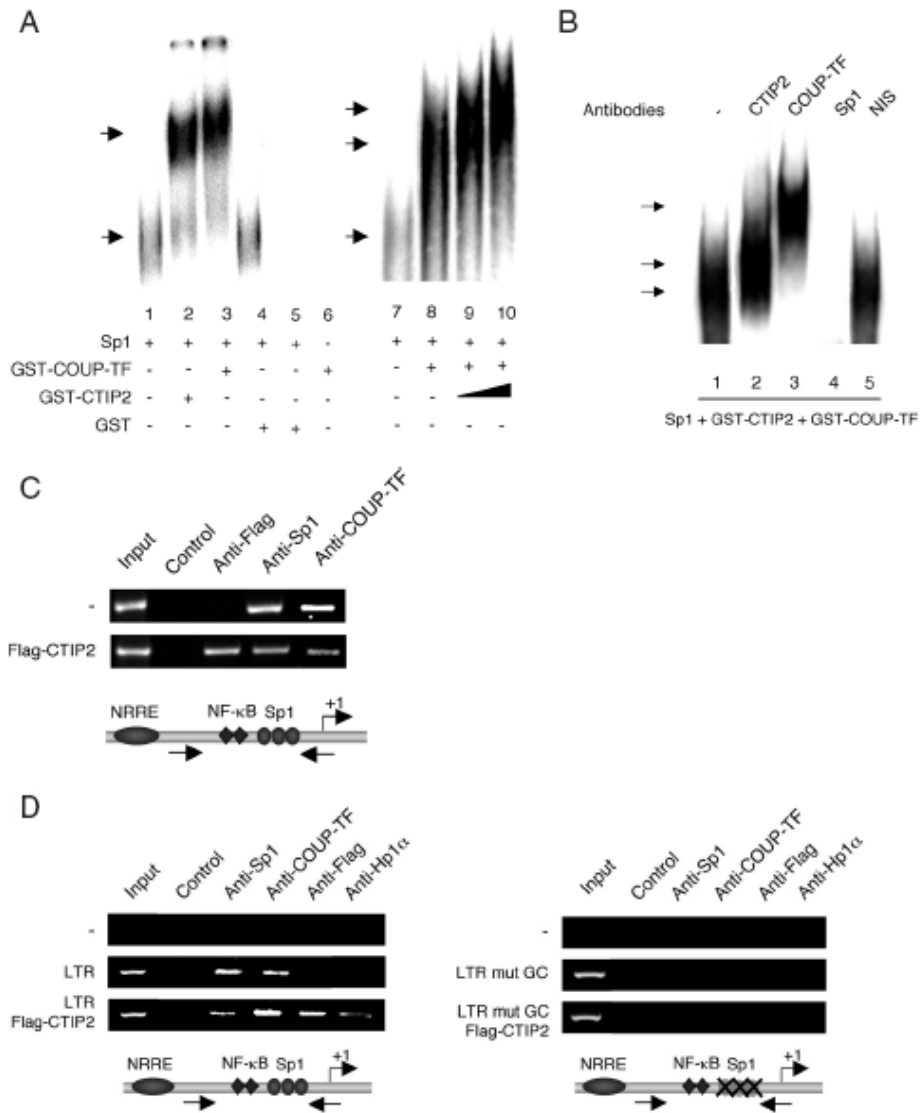 A
1 2 3 4 5 6 7 8 9 10
Sp1 + + + + + - + + + +
GST-COUP-TF - - + - - + - + + +
GST-CTIP2 - + - - - - -  -
GST - - - + + - - - - -
B
Antibodies - CTIP2 COUP-TF Sp1 NIS
1 2 3 4 5
Sp1 + GST-CTIP2 + GST-COUP-TF
C
Input Control Anti-Flag Anti-Sp1 Anti-COUP-TF
-
Flag-CTIP2
NRRE NF-κB Sp1 +1
D
Input Control Anti-Sp1 Anti-COUP-TF Anti-Flag Anti-Hp1α
-
LTR
LTR
Flag-CTIP2
NRRE NF-κB Sp1 +1
Input Control Anti-Sp1 Anti-COUP-TF Anti-Flag Anti-Hp1α
-
LTR mut GC
LTR mut GC
Flag-CTIP2
NRRE NF-κB Sp1 +1